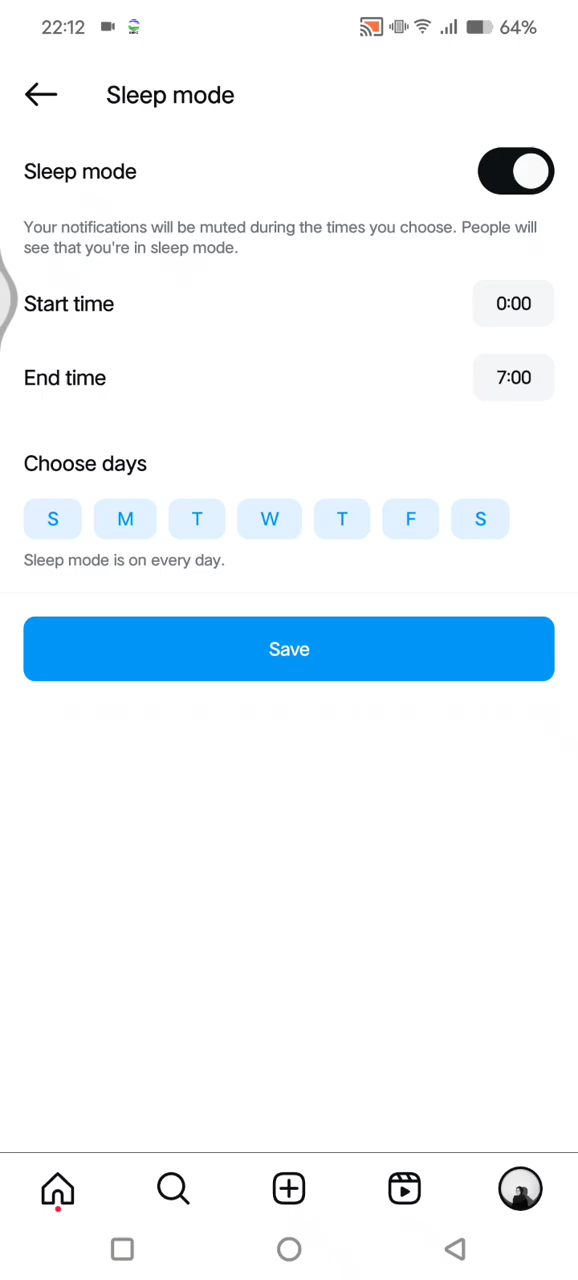 22:12 64%
Sleep mode
Sleep mode
Your notifications will be muted during the times you choose. People will
see that you're in sleep mode.
Start time 0:00
End time 7:00
Choose days
S M T W T F S
Sleep mode is on every day.
Save